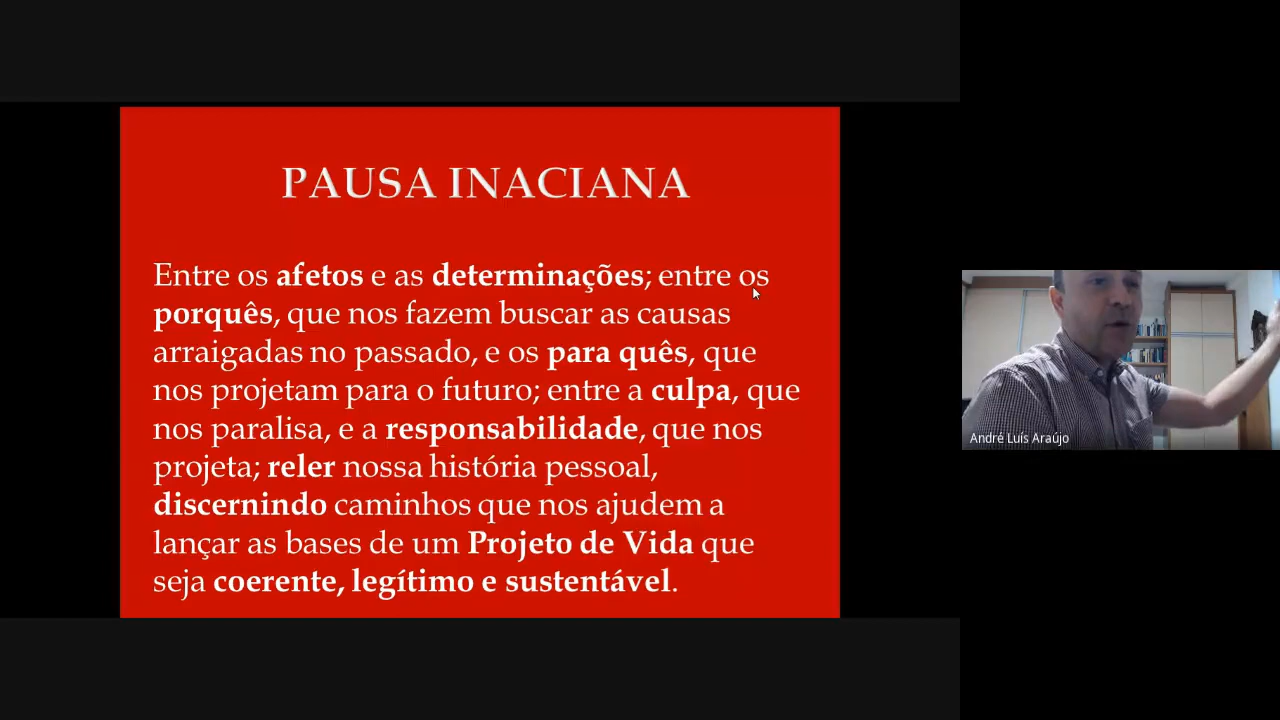 PAUSA INACIANA
Entre os afetos e as determinações; entre os
porquês, que nos fazem buscar as causas
arraigadas no passado, e os para quês, que
nos projetam para o futuro; entre a culpa, que
nos paralisa, e a responsabilidade, que nos
projeta; reler nossa história pessoal,
discernindo caminhos que nos ajudem a
lançar as bases de um Projeto de Vida que
seja coerente, legítimo e sustentável.
André Luís Araújo